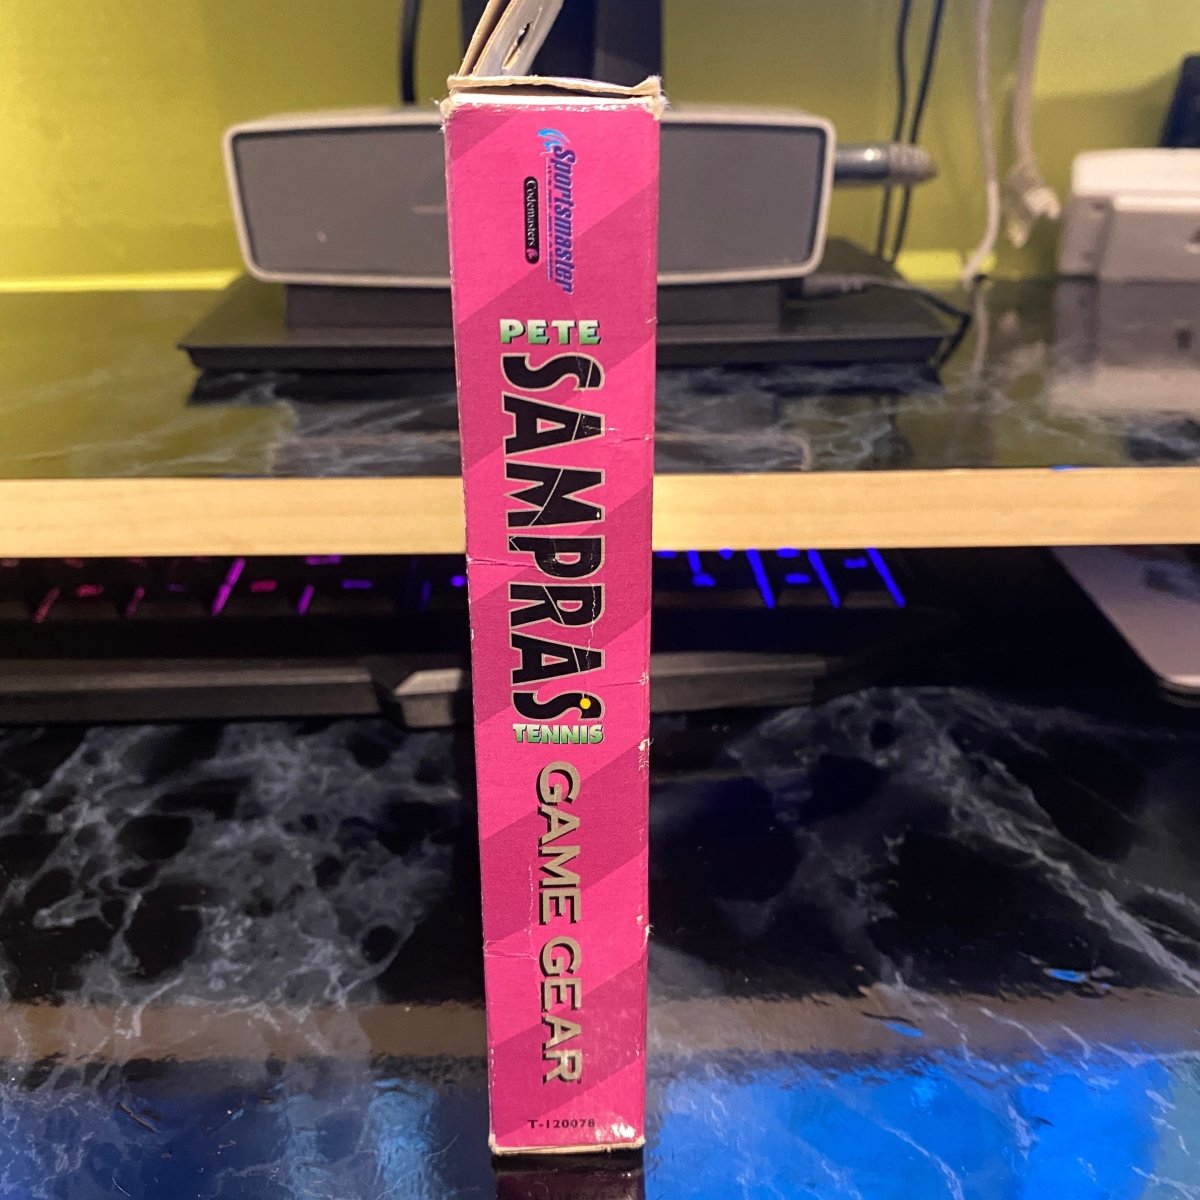 Sportsmaster
Codemasters
PETE
SAMPRAS
TENNIS
GAME GEAR
T-120078